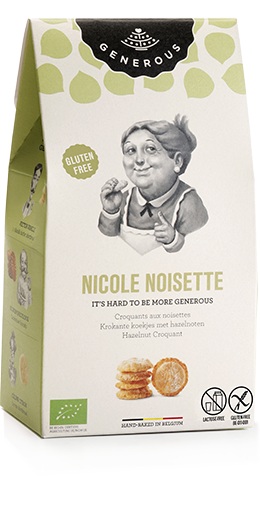 GENEROUS
GLUTEN
FREE
NICOLE NOISETTE
IT'S HARD TO BE MORE GENEROUS
Croquants aux noisettes
Krokante koekjes met hazelnoten
Hazelnut Croquant
HAND-BAKED IN BELGIUM
LACTOSE FREE
GLUTEN-FREE